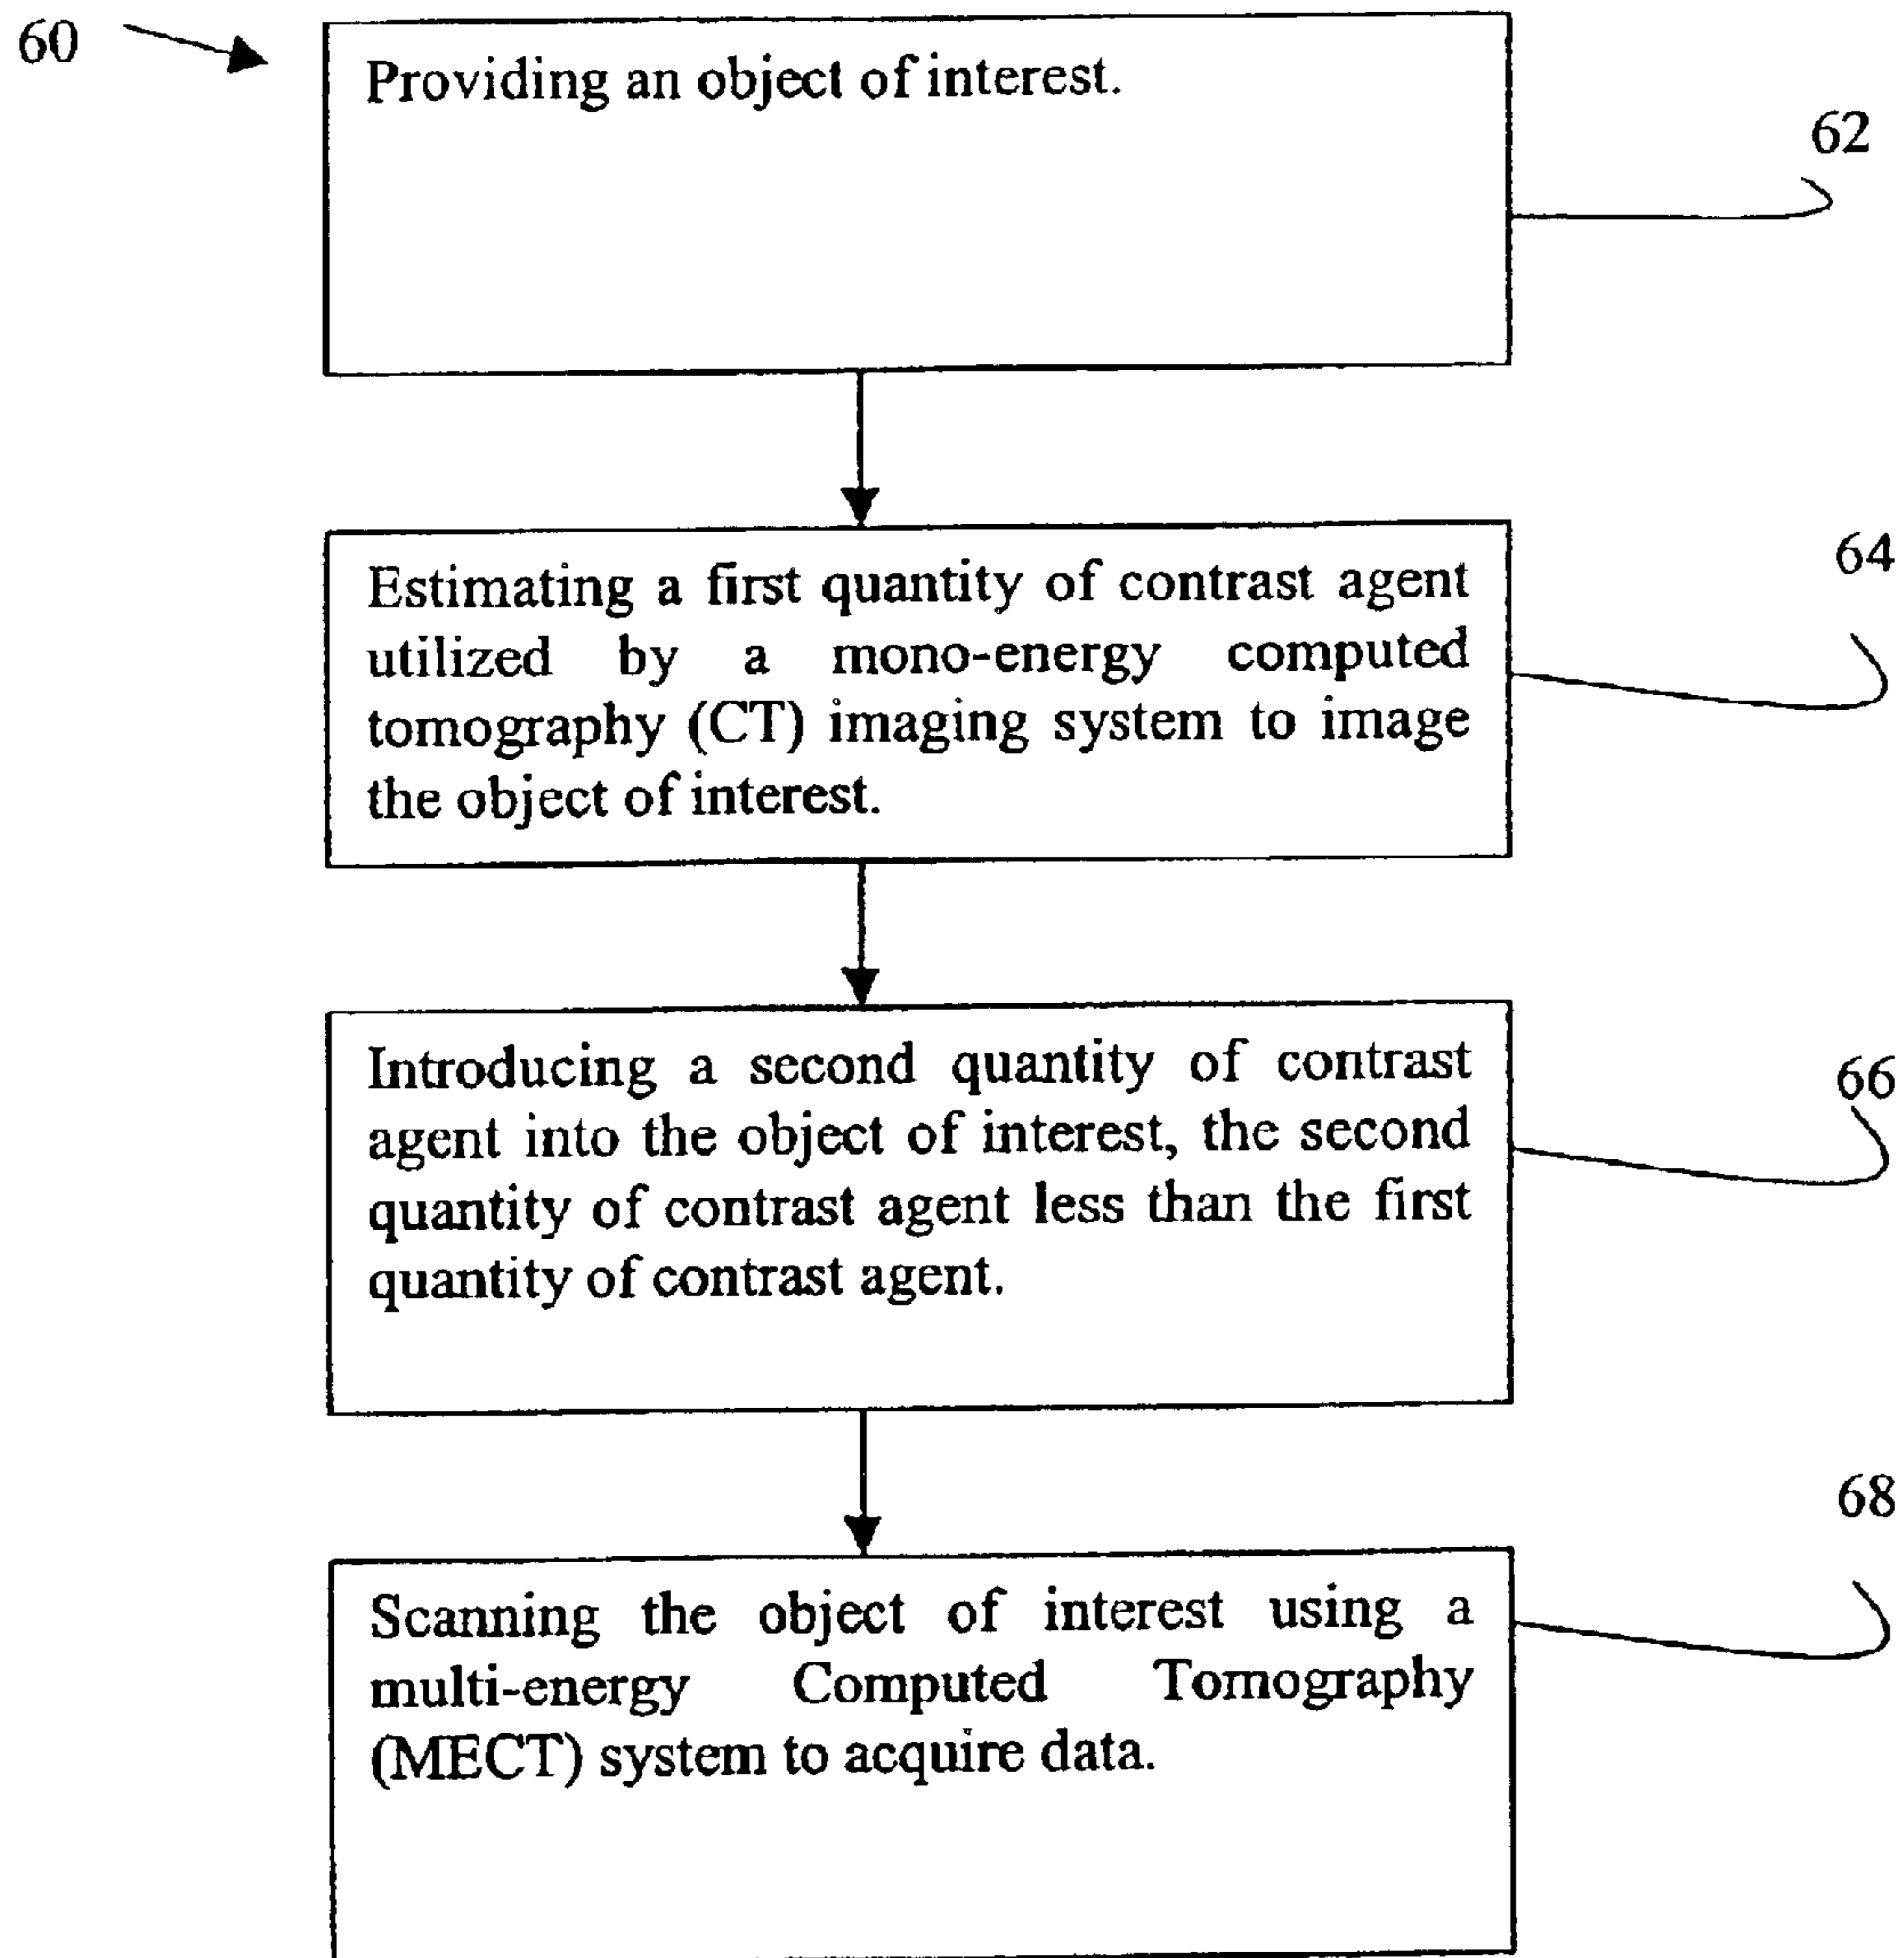 60
Providing an object of interest.
62
Estimating a first quantity of contrast agent
utilized by a mono-energy computed
tomography (CT) imaging system to image
the object of interest.
64
Introducing a second quantity of contrast
agent into the object of interest, the second
quantity of contrast agent less than the first
quantity of contrast agent.
66
Scanning the object of interest using a
multi-energy Computed Tomography
(MECT) system to acquire data.
68